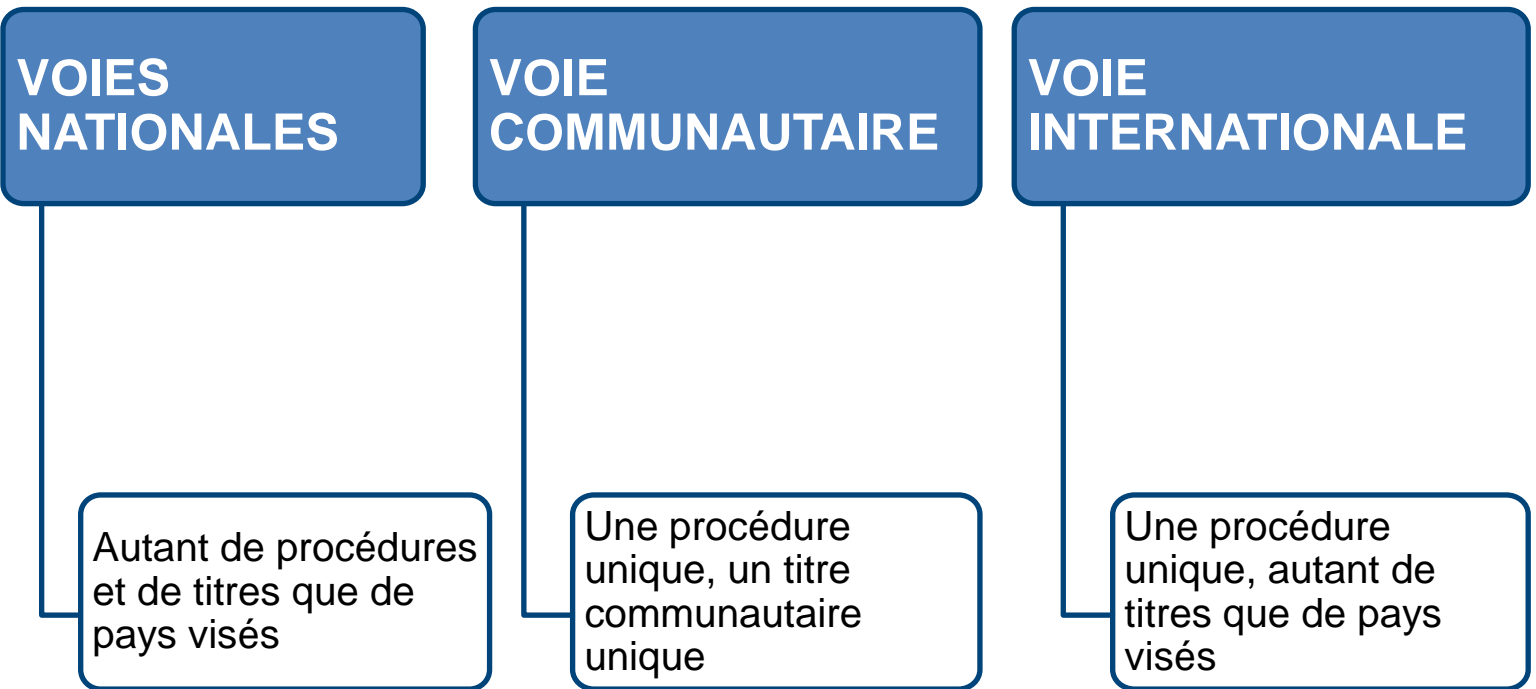 VOIES
NATIONALES
Autant de procédures
et de titres que de
pays visés
VOIE
COMMUNAUTAIRE
Une procédure
unique, un titre
communautaire
unique
VOIE
INTERNATIONALE
Une procédure
unique, autant de
titres que de pays
visés